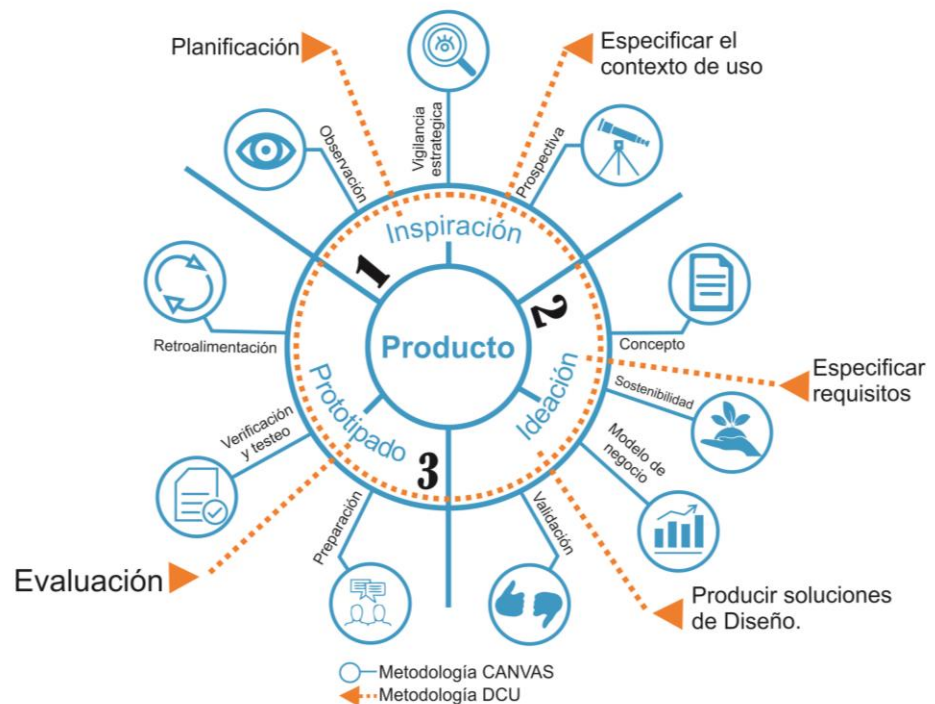 Planificación
Especificar el
contexto de uso
Vigilancia
estrategica
Observación
Prospectiva
Inspiración
1
2
Producto
Retroalimentación
Concepto
Especificar
requisitos
Sostenibilidad
Ideación
Prototipado
Verificación
y testeo
Modelo de
negocio
3
Preparación
Validación
Evaluación
Producir soluciones
de Diseño.
Metodología CANVAS
Metodología DCU